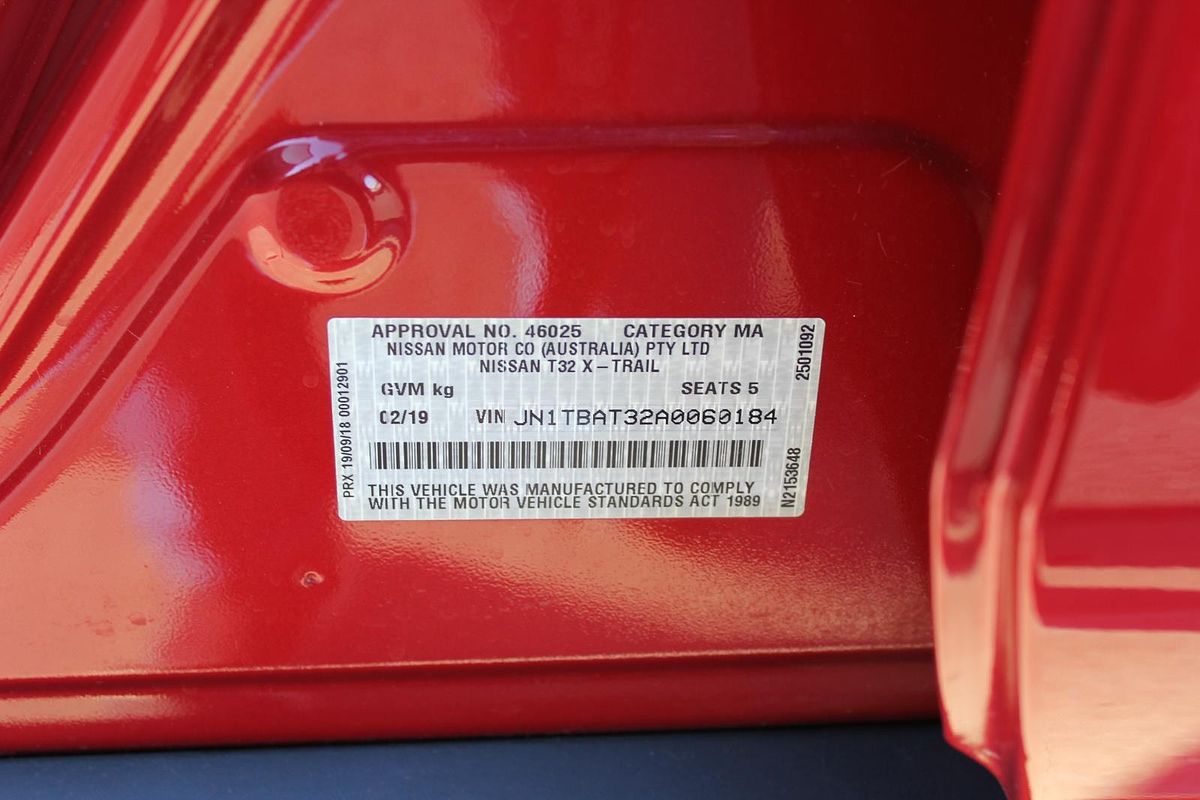 APPROVAL NO. 46025 CATEGORY MA
NISSAN MOTOR CO (AUSTRALIA) PTY LTD
NISSAN T32 X-TRAIL
GVM kg SEATS 5
02/19 VIN JN1TBAT32A0060184
THIS VEHICLE WAS MANUFACTURED TO COMPLY
WITH THE MOTOR VEHICLE STANDARDS ACT 1989
PRX 19/09/18 00012901
2501092
N2153648